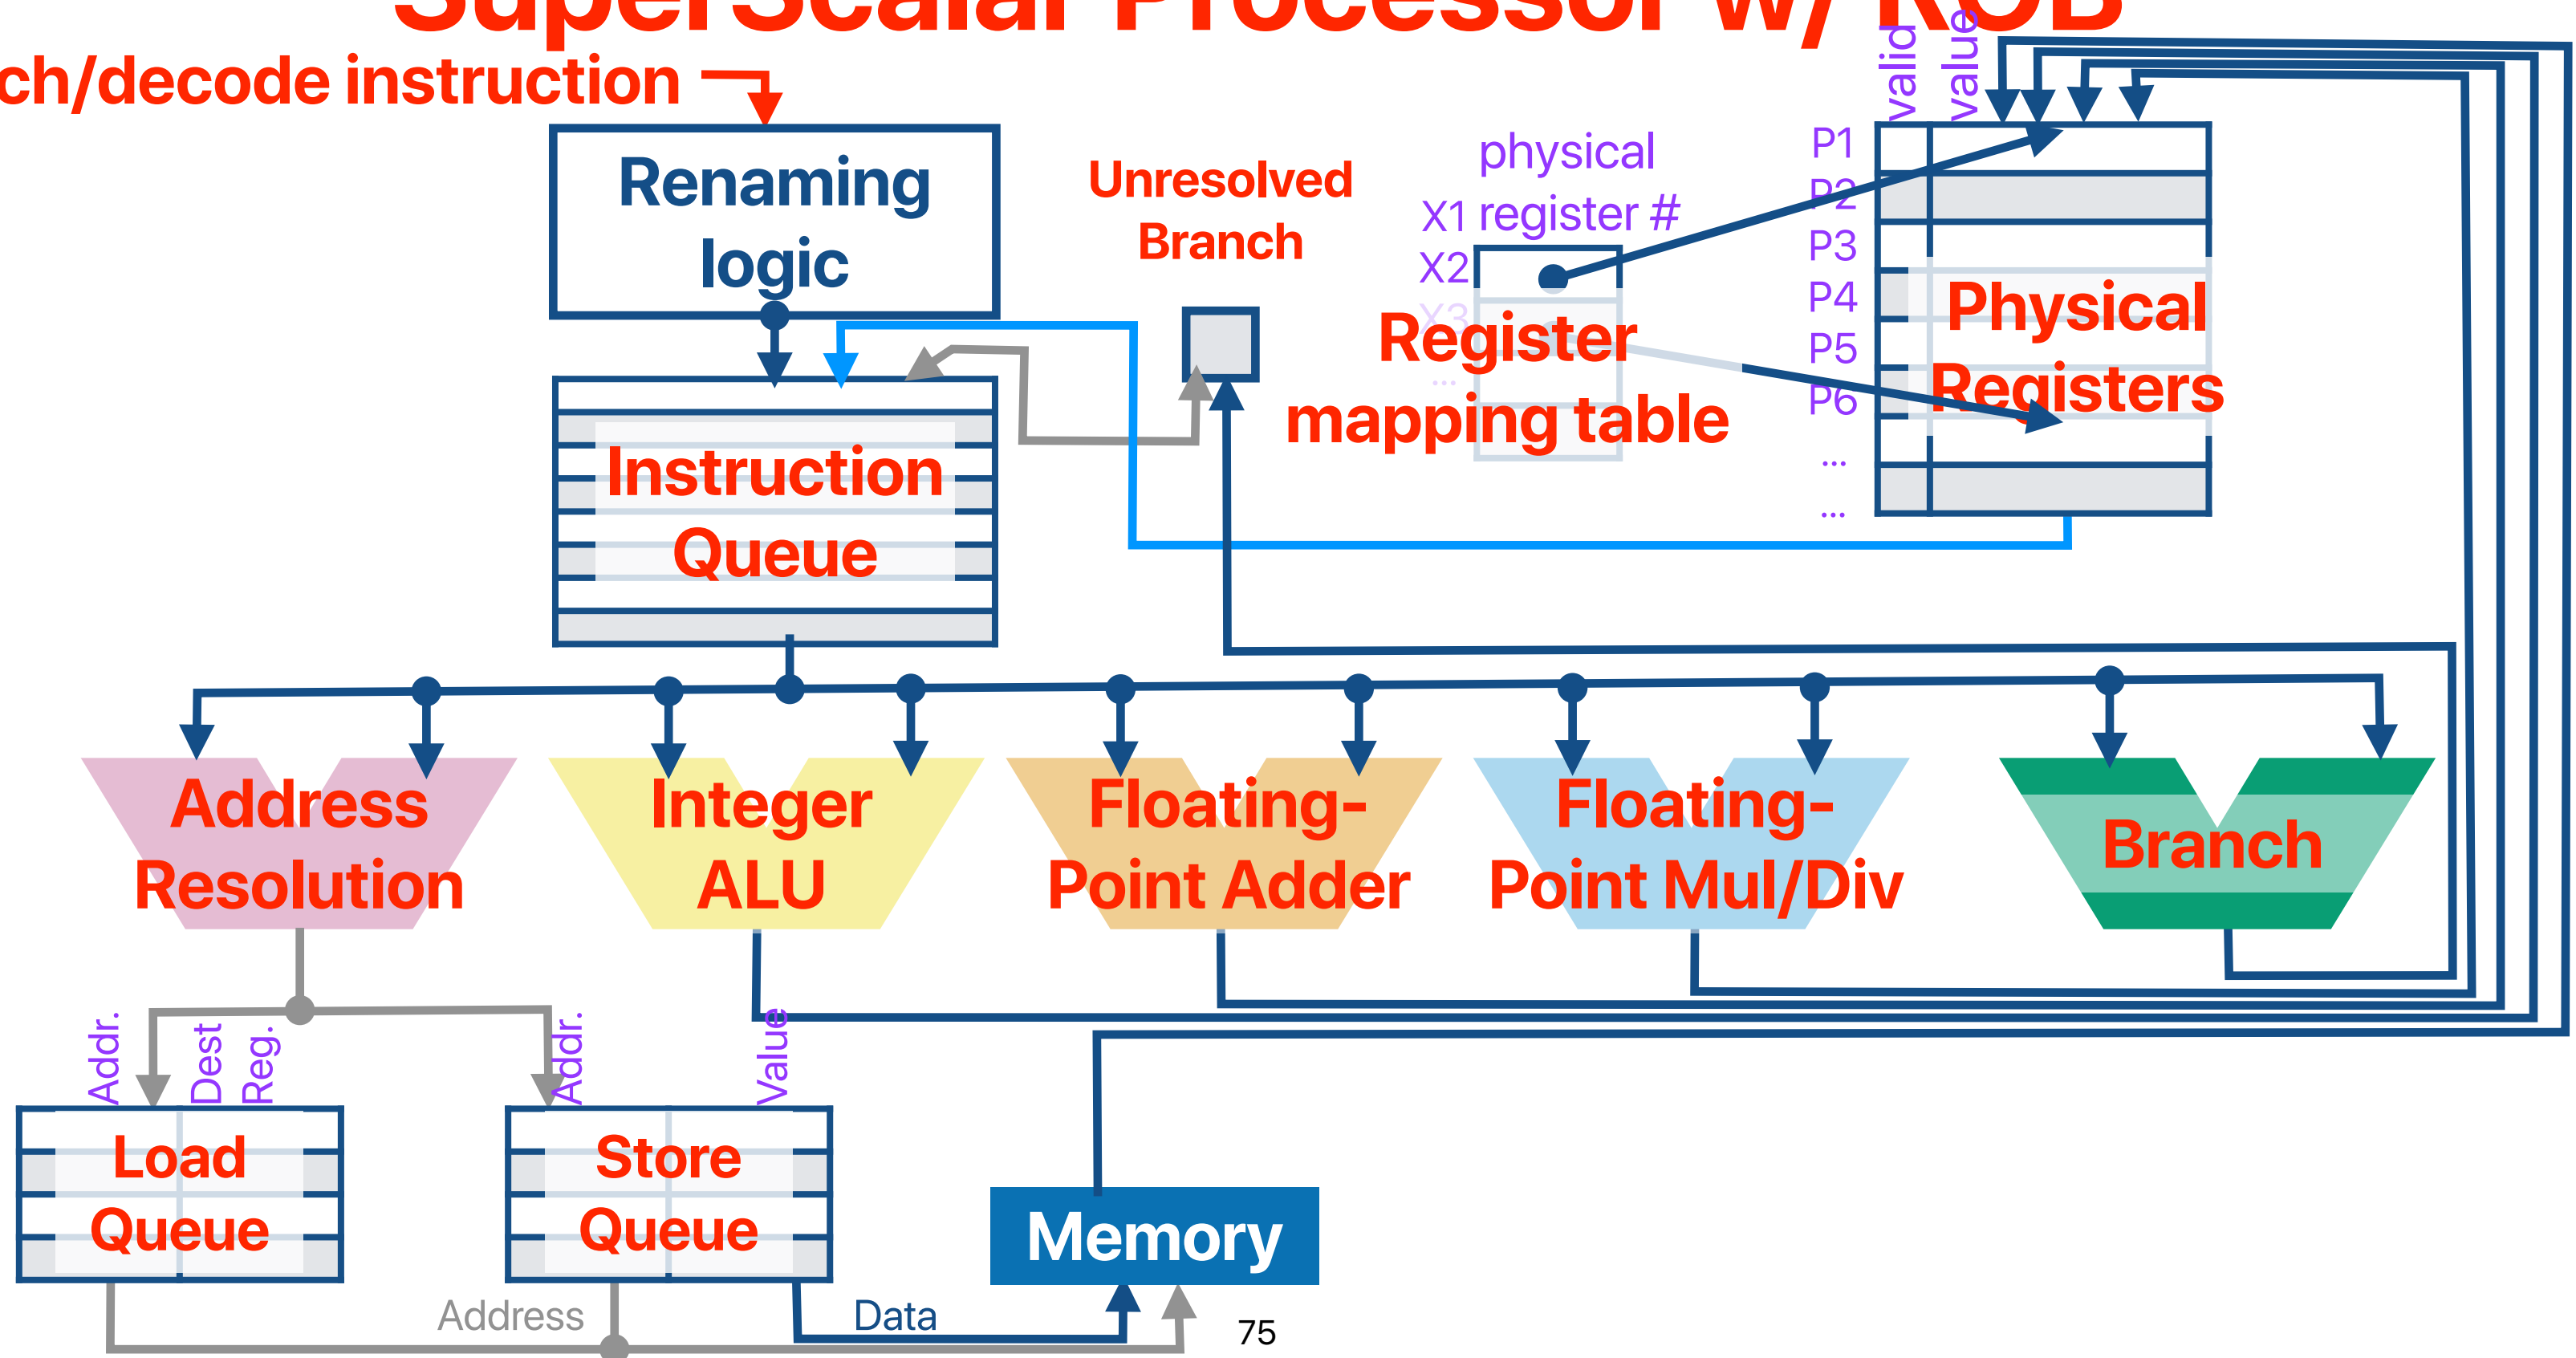 SuperScalar Processor w/ ROB
ch/decode instruction
Renaming
logic
Unresolved
Branch
physical
register #
X1
X2
X3
...
Register
mapping table
valid
value
P1
P2
P3
P4
P5
P6
...
...
Physical
Registers
Instruction
Queue
Address
Resolution
Integer
ALU
Floating-
Point Adder
Floating-
Point Mul/Div
Branch
Addr.
Dest
Reg.
Addr.
Value
Load
Queue
Store
Queue
Memory
Address
Data
75